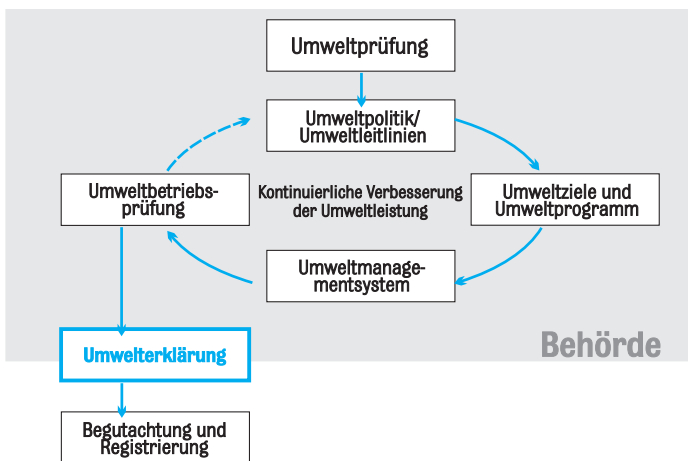 Umweltprüfung
Umweltpolitik/
Umweltleitlinien
Umweltbetriebs-
prüfung
Kontinuierliche Verbesserung
der Umweltleistung
Umweltziele und
Umweltprogramm
Umweltmanage-
mentsystem
Behörde
Umwelterklärung
Begutachtung und
Registrierung